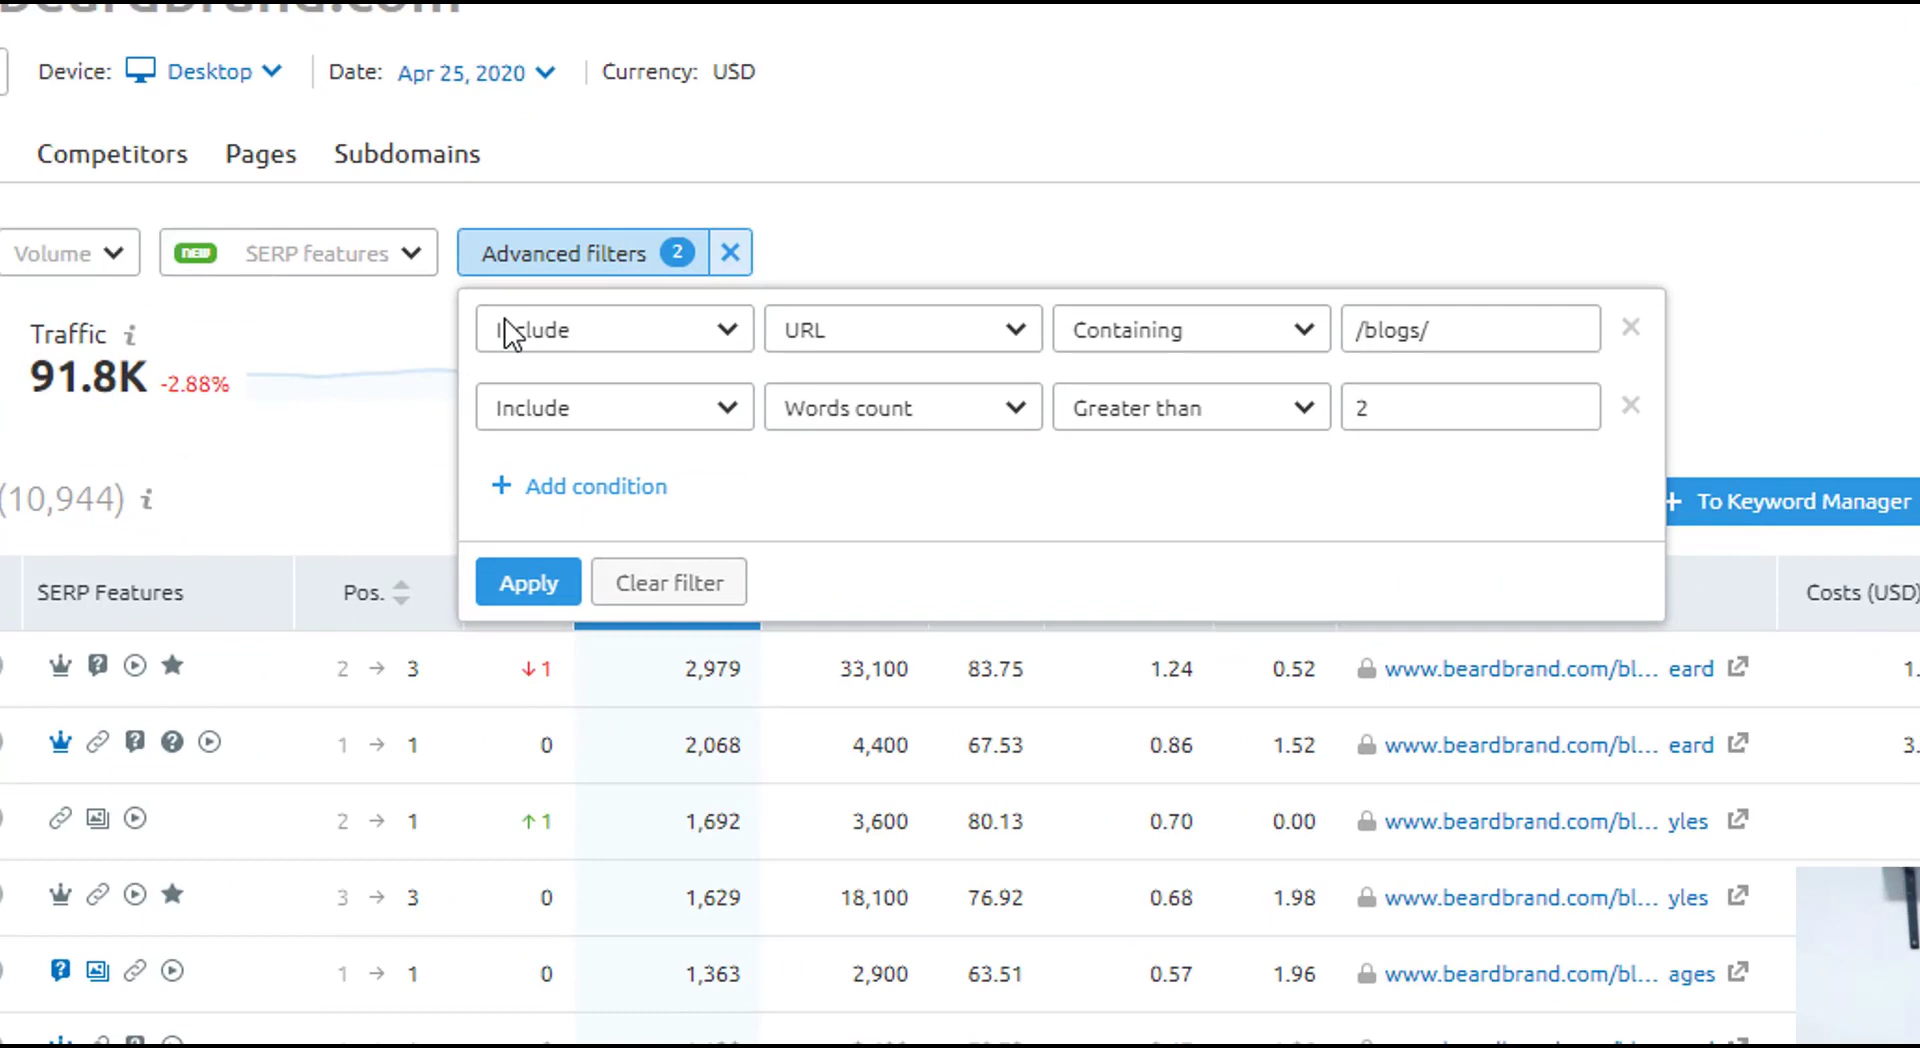 Beardbrand.com
Device: Desktop Date: Apr 25, 2020 Currency: USD
Competitors Pages Subdomains
Volume NEW SERP features Advanced filters 2
Traffic i
91.8K -2.88%
Include URL Containing /blogs/
Include Words count Greater than 2
+ Add condition
(10,944) i
+ To Keyword Manager
Apply Clear filter
SERP Features Pos. Costs (USD)
2 → 3 ↓1 2,979 33,100 83.75 1.24 0.52 www.beardbrand.com/bl... eard 1.
1 → 1 0 2,068 4,400 67.53 0.86 1.52 www.beardbrand.com/bl... eard 3.
2 → 1 ↑1 1,692 3,600 80.13 0.70 0.00 www.beardbrand.com/bl... yles
3 → 3 0 1,629 18,100 76.92 0.68 1.98 www.beardbrand.com/bl... yles
1 → 1 0 1,363 2,900 63.51 0.57 1.96 www.beardbrand.com/bl... ages